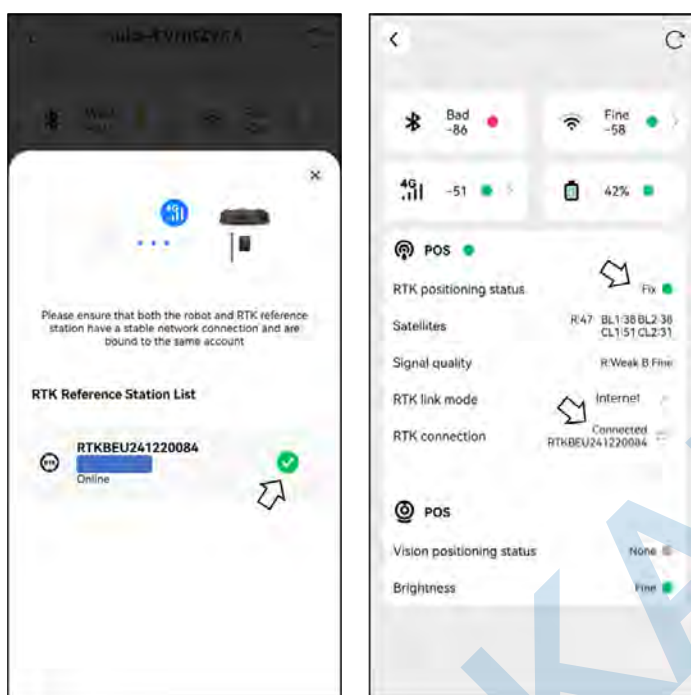 4G
Please ensure that both the robot and RTK reference
station have a stable network connection and are
bound to the same account
RTK Reference Station List
RTKBEU241220084
Online
Bad
-86
Fine
-58
4G
-51
42%
POS
RTK positioning status
Fix
Satellites
R:47 BL1:38 BL2:38
CL1:51 CL2:31
Signal quality
R:Weak B:Fine
RTK link mode
Internet
RTK connection
Connected
RTKBEU241220084
POS
Vision positioning status
None
Brightness
Fine